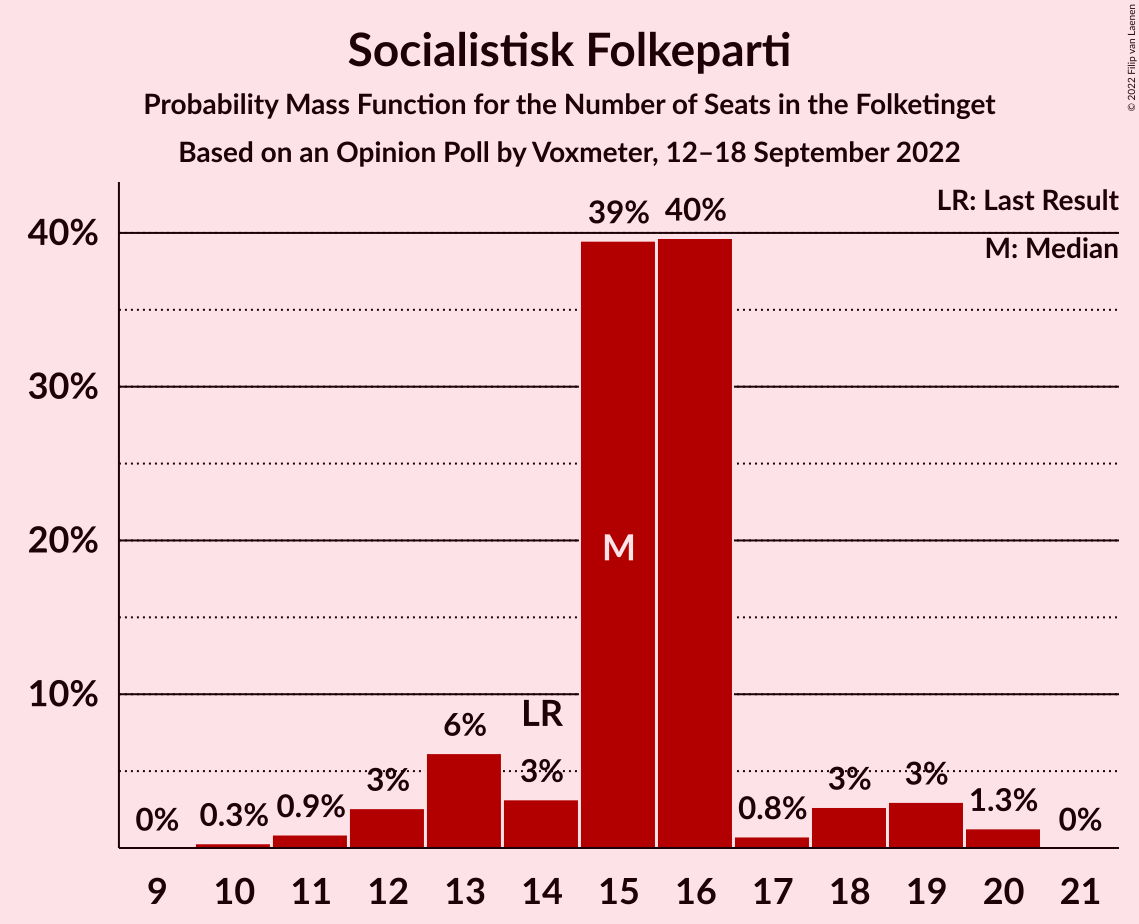 Socialistisk Folkeparti
Probability Mass Function for the Number of Seats in the Folketinget
Based on an Opinion Poll by Voxmeter, 12–18 September 2022
© 2022 Filip van Laenen
LR: Last Result
M: Median
39% 40%
40%
30%
20%
M
10%
LR
6%
3% 3% 3% 3%
0% 0.3% 0.9% 0.8% 1.3% 0%
9 10 11 12 13 14 15 16 17 18 19 20 21